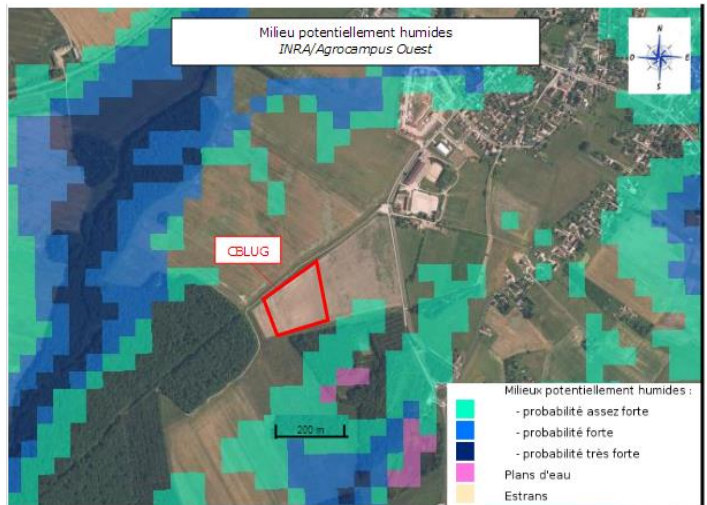 Milieu potentiellement humides
INRA/Agrocampus Ouest
N
O
E
S
CBLUG
200 m
Milieux potentiellement humides :
- probabilité assez forte
- probabilité forte
- probabilité très forte
Plans d'eau
Estrans